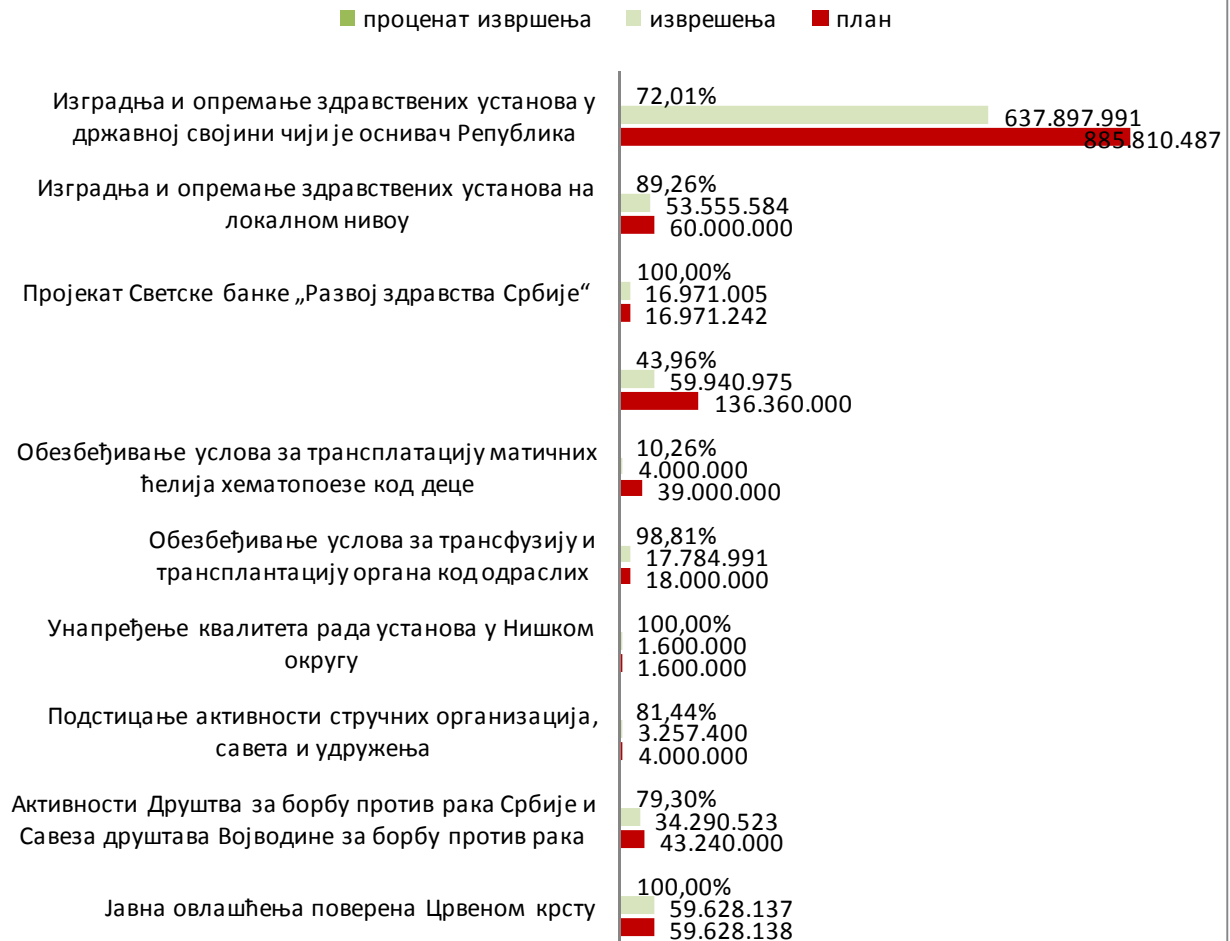 проценат извршења изврешења план
Изградња и опремање здравствених установа у
државној својини чији је оснивач Република
72,01%
637.897.991
885.810.487
Изградња и опремање здравствених установа на
локалном нивоу
89,26%
53.555.584
60.000.000
Пројекат Светске банке „Развој здравства Србије“
100,00%
16.971.005
16.971.242
43,96%
59.940.975
136.360.000
Обезбеђивање услова за трансплатацију матичних
ћелија хематопоезе код деце
10,26%
4.000.000
39.000.000
Обезбеђивање услова за трансфузију и
трансплантацију органа код одраслих
98,81%
17.784.991
18.000.000
Унапређење квалитета рада установа у Нишком
округу
100,00%
1.600.000
1.600.000
Подстицање активности стручних организација,
савета и удружења
81,44%
3.257.400
4.000.000
Активности Друштва за борбу против рака Србије и
Савеза друштава Војводине за борбу против рака
79,30%
34.290.523
43.240.000
Јавна овлашћења поверена Црвеном крсту
100,00%
59.628.137
59.628.138